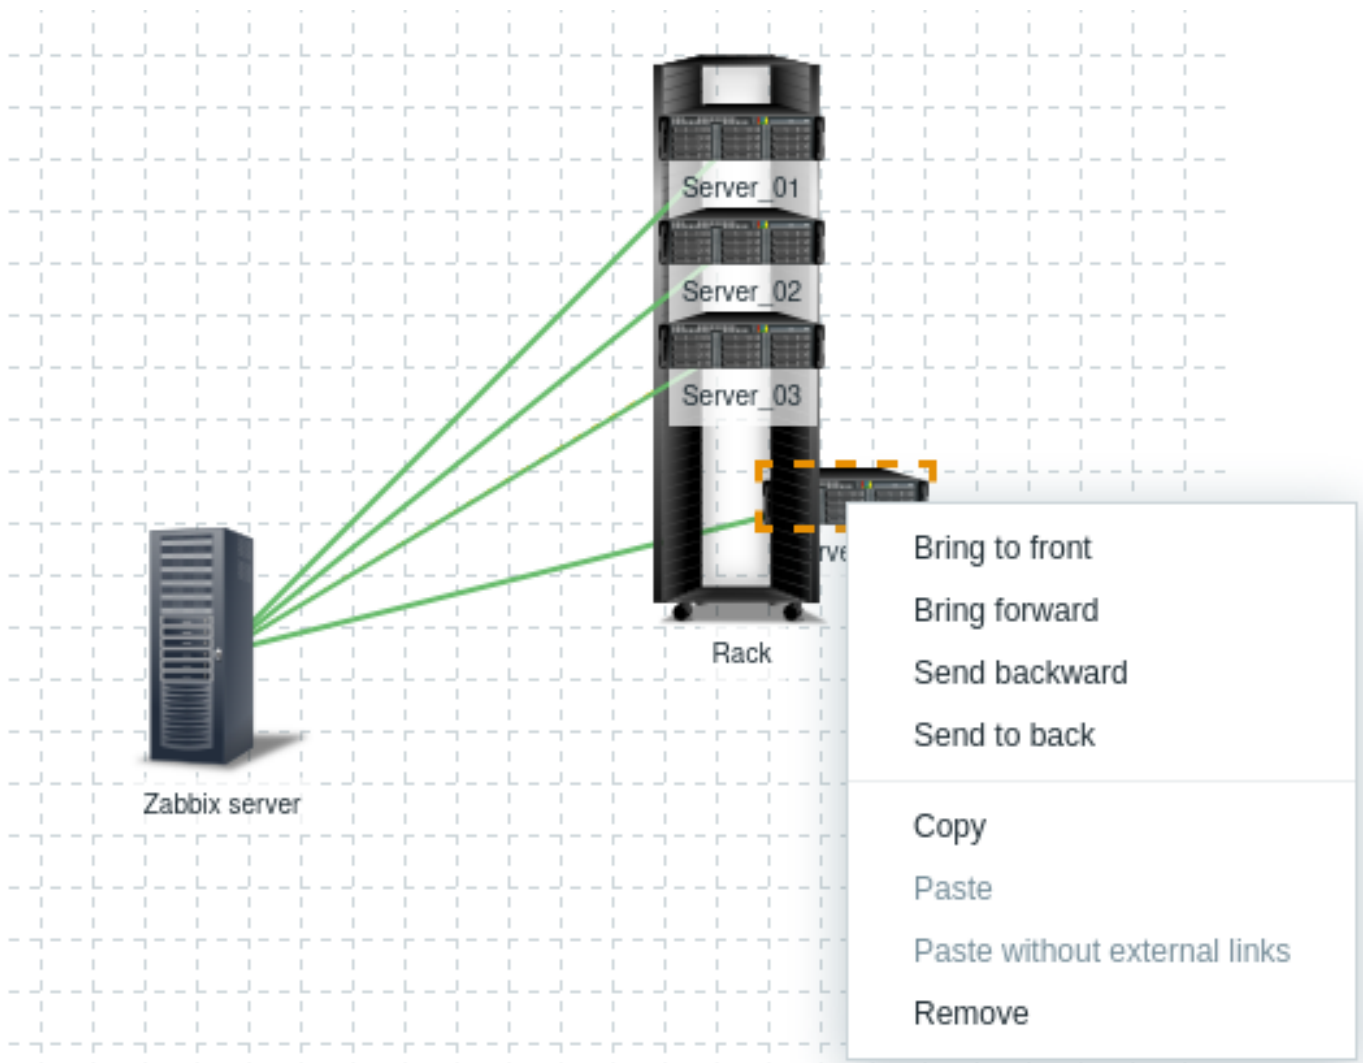 Server_01
Server_02
Server_03
Rack
Zabbix server
Bring to front
Bring forward
Send backward
Send to back
Copy
Paste
Paste without external links
Remove